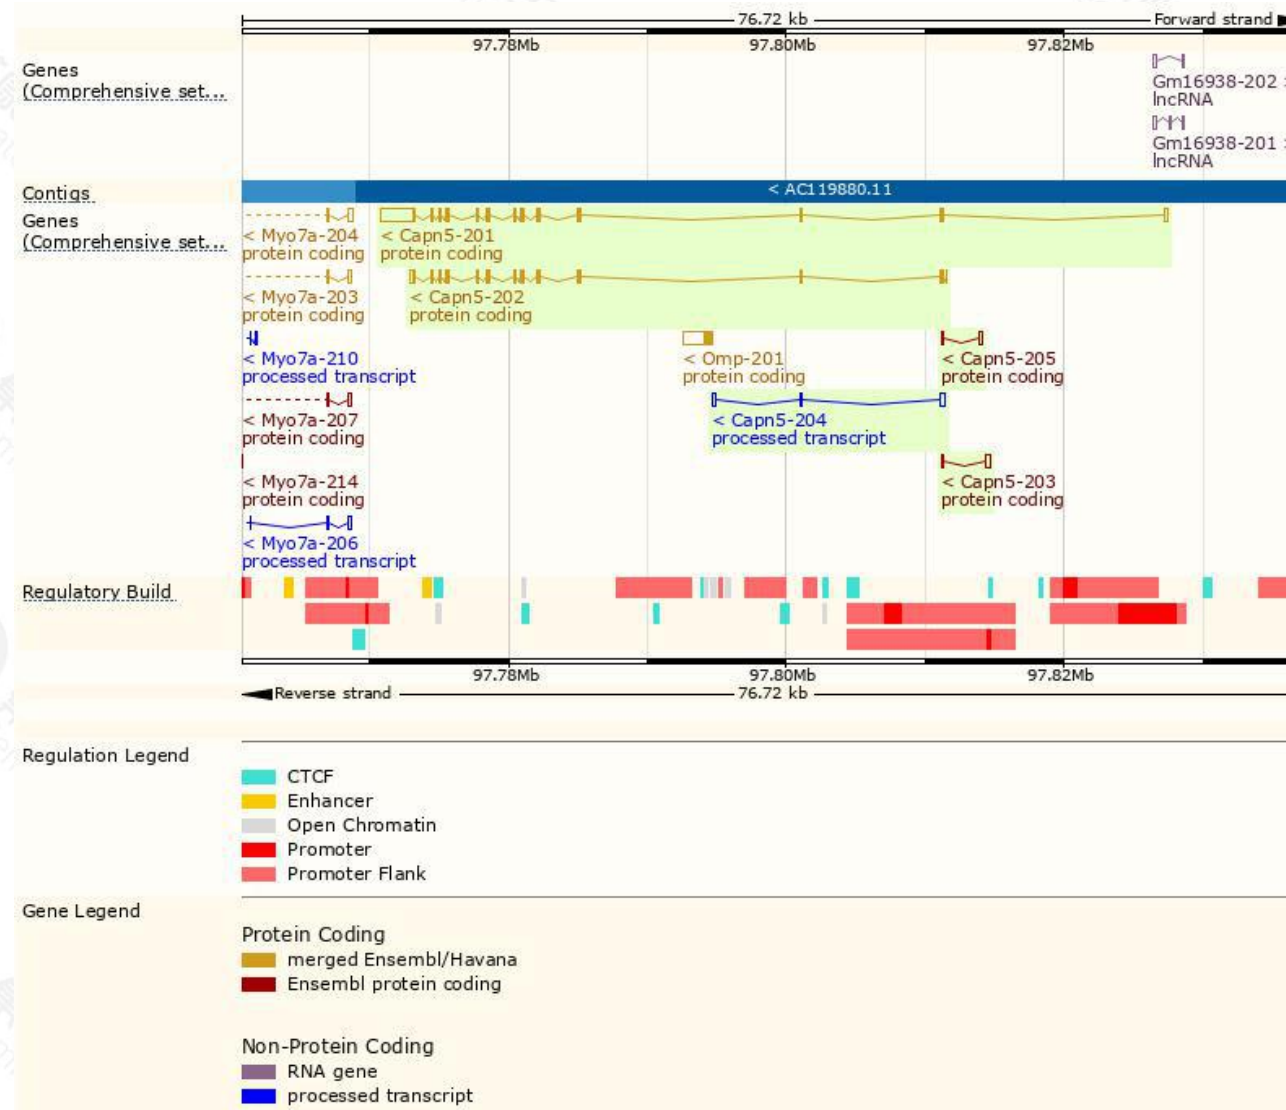 76.72 kb
Forward strand
97.78Mb 97.80Mb 97.82Mb
Genes
(Comprehensive set...
Gm16938-202 >
lncRNA
Gm16938-201 >
lncRNA
Contigs
< AC119880.11
Genes
(Comprehensive set...
< Myo7a-204 < Capn5-201
protein coding protein coding
< Myo7a-203 < Capn5-202
protein coding protein coding
< Myo7a-210 < Omp-201 < Capn5-205
processed transcript protein coding protein coding
< Myo7a-207 < Capn5-204
protein coding processed transcript
< Myo7a-214 < Capn5-203
protein coding protein coding
< Myo7a-206
processed transcript
Regulatory Build
97.78Mb 97.80Mb 97.82Mb
Reverse strand 76.72 kb
Regulation Legend
CTCF
Enhancer
Open Chromatin
Promoter
Promoter Flank
Gene Legend
Protein Coding
merged Ensembl/Havana
Ensembl protein coding
Non-Protein Coding
RNA gene
processed transcript